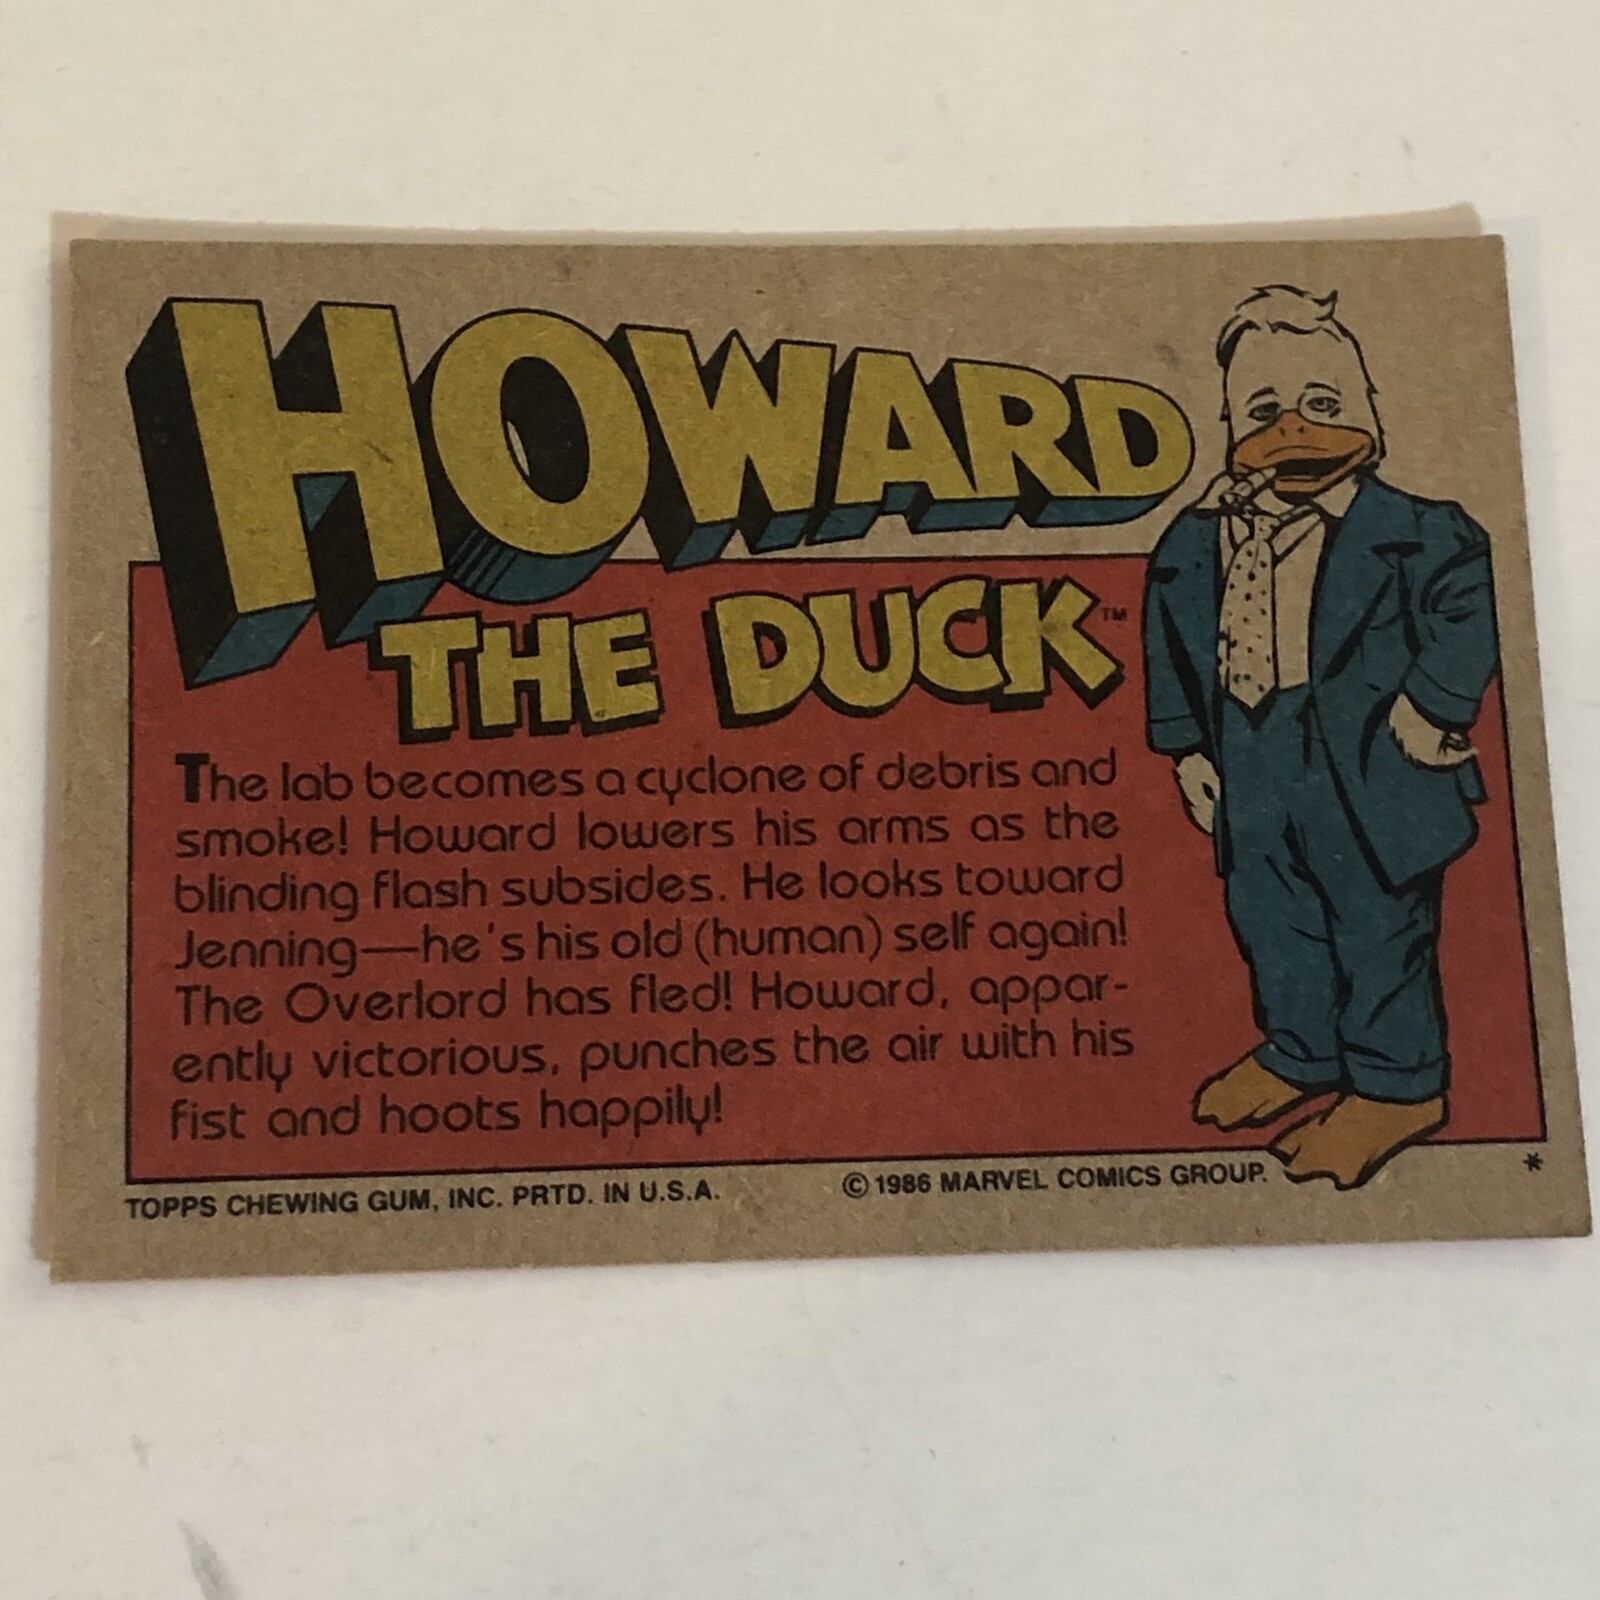 HOWARD
THE DUCK™
The lab becomes a cyclone of debris and
smoke! Howard lowers his arms as the
blinding flash subsides. He looks toward
Jenning—he's his old (human) self again!
The Overlord has fled! Howard, appar-
ently victorious, punches the air with his
fist and hoots happily!
TOPPS CHEWING GUM, INC. PRTD. IN U.S.A.
© 1986 MARVEL COMICS GROUP.
*